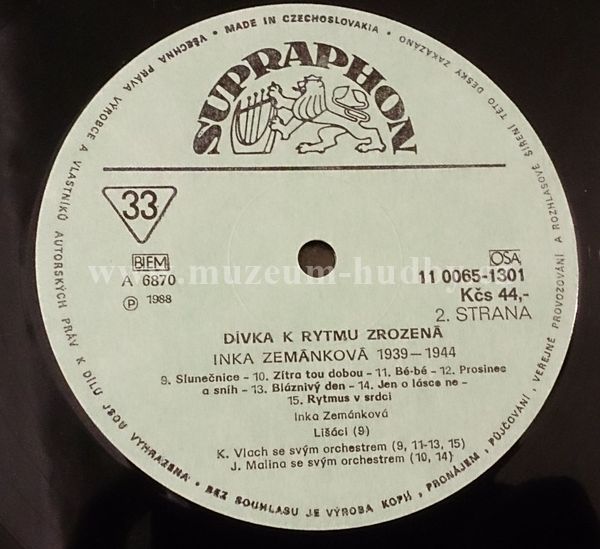 VŠECHNA PRÁVA VÝROBCE A VLASTNÍKŮ AUTORSKÝCH PRÁV K DÍLU JSOU VYHRAZENA • BEZ SOUHLASU JE VÝROBA KOPIÍ, PRONÁJEM, PŮJČOVÁNÍ, VEŘEJNÉ PROVOZOVÁNÍ A ROZHLASOVÉ ŠÍŘENÍ TÉTO DESKY ZAKÁZÁNO • MADE IN CZECHOSLOVAKIA •
SUPRAPHON
33
BIEM
A 6870
Ⓟ 1988
OSA
11 0065-1301
Kčs 44,-
2. STRANA
www.muzeum-hudby.cz
DÍVKA K RYTMU ZROZENÁ
INKA ZEMÁNKOVÁ 1939—1944
9. Slunečnice - 10. Zítra tou dobou - 11. Bé-bé - 12. Prosinec
a sníh - 13. Bláznivý den - 14. Jen o lásce ne -
15. Rytmus v srdci
Inka Zemánková
Lišáci (9)
K. Vlach se svým orchestrem (9, 11-13, 15)
J. Malina se svým orchestrem (10, 14)